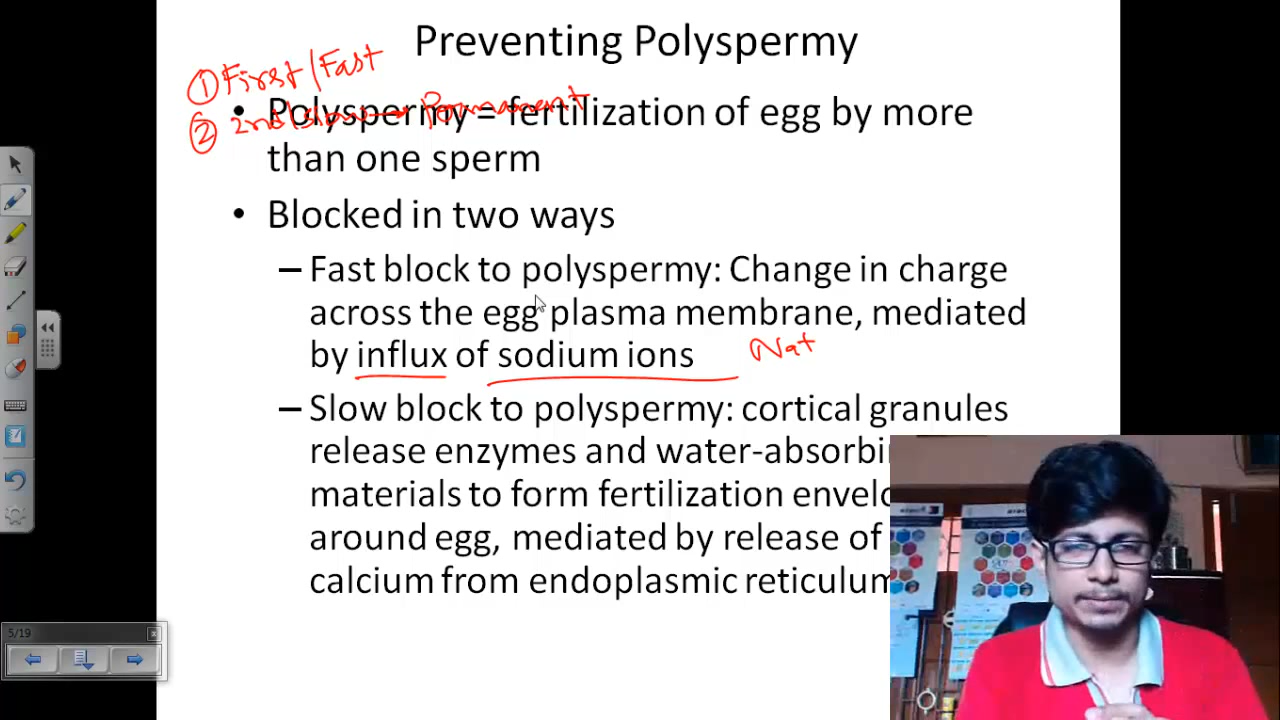 Preventing Polyspermy
① First/Fast
② 2nd/slow → Permanent
• Polyspermy = fertilization of egg by more
than one sperm
• Blocked in two ways
– Fast block to polyspermy: Change in charge
across the egg plasma membrane, mediated
by influx of sodium ions Na+
– Slow block to polyspermy: cortical granules
release enzymes and water-absorbi
materials to form fertilization envelo
around egg, mediated by release of
calcium from endoplasmic reticulum
5/19